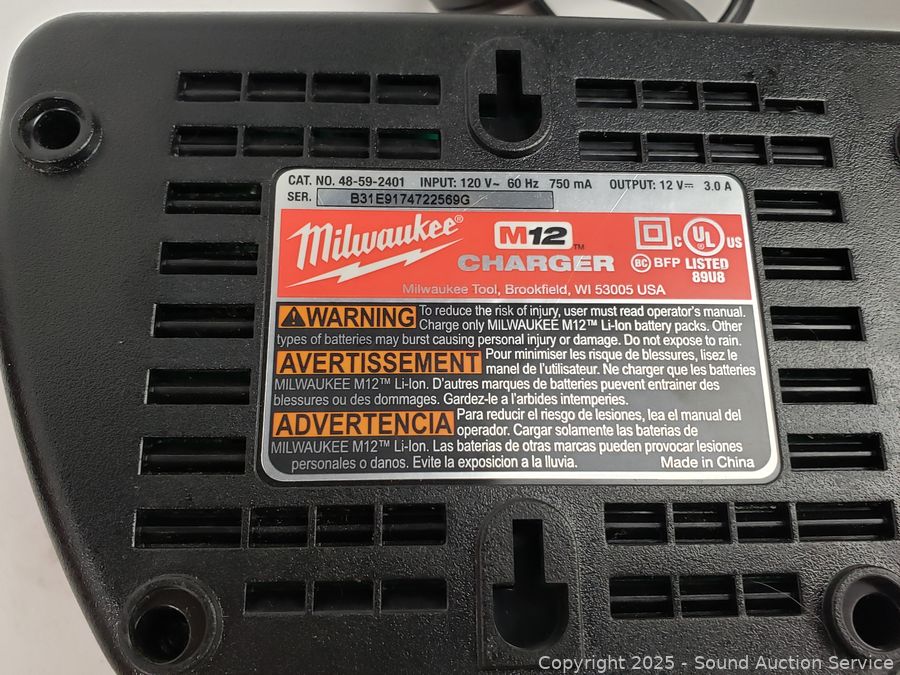 CAT. NO. 48-59-2401 INPUT: 120 V~ 60 Hz 750 mA OUTPUT: 12 V⎓ 3.0 A
SER. B31E9174722569G
Milwaukee®
M12™
CHARGER
C UL® US
LISTED
89U8
BC BFP
Milwaukee Tool, Brookfield, WI 53005 USA
⚠WARNING To reduce the risk of injury, user must read operator's manual.
Charge only MILWAUKEE M12™ Li-Ion battery packs. Other
types of batteries may burst causing personal injury or damage. Do not expose to rain.
AVERTISSEMENT Pour minimiser les risque de blessures, lisez le
manel de l'utilisateur. Ne charger que les batteries
MILWAUKEE M12™ Li-Ion. D'autres marques de batteries puevent entrainer des
blessures ou des dommages. Gardez-le a l'arbides intemperies.
ADVERTENCIA Para reducir el riesgo de lesiones, lea el manual del
operador. Cargar solamente las baterias de
MILWAUKEE M12™ Li-Ion. Las baterias de otras marcas pueden provocar lesiones
personales o danos. Evite la exposicion a la lluvia. Made in China
Copyright 2025 - Sound Auction Service